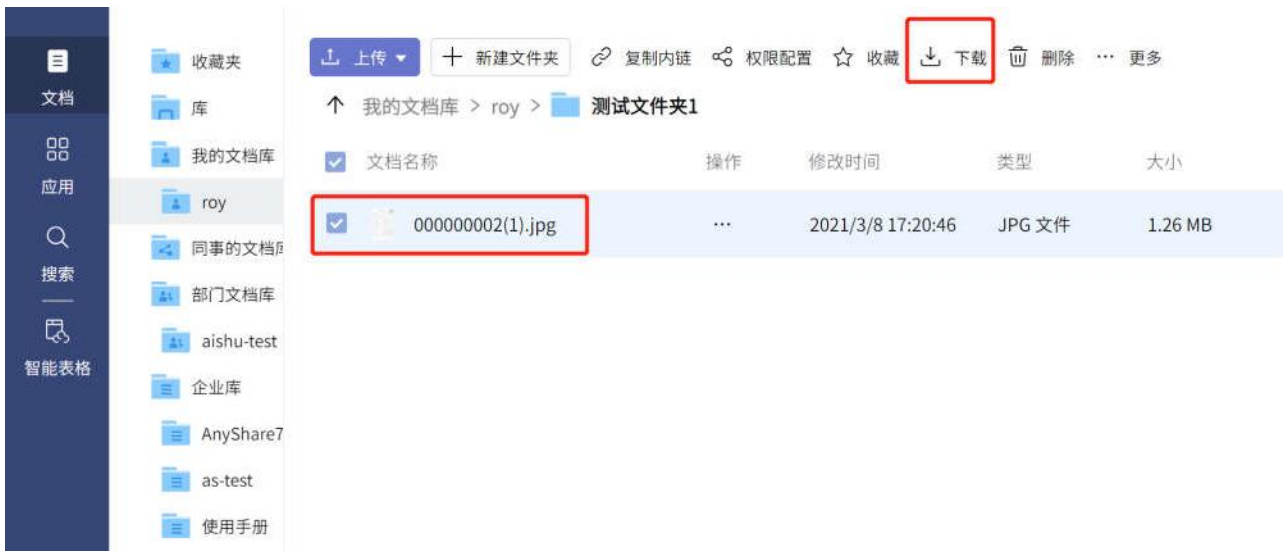 文档
应用
搜索
智能表格
收藏夹
库
我的文档库
roy
同事的文档
部门文档库
aishu-test
企业库
AnyShare7
as-test
使用手册
上传 新建文件夹 复制内链 权限配置 收藏 下载 删除 … 更多
我的文档库 > roy > 测试文件夹1
文档名称 操作 修改时间 类型 大小
000000002(1).jpg … 2021/3/8 17:20:46 JPG 文件 1.26 MB